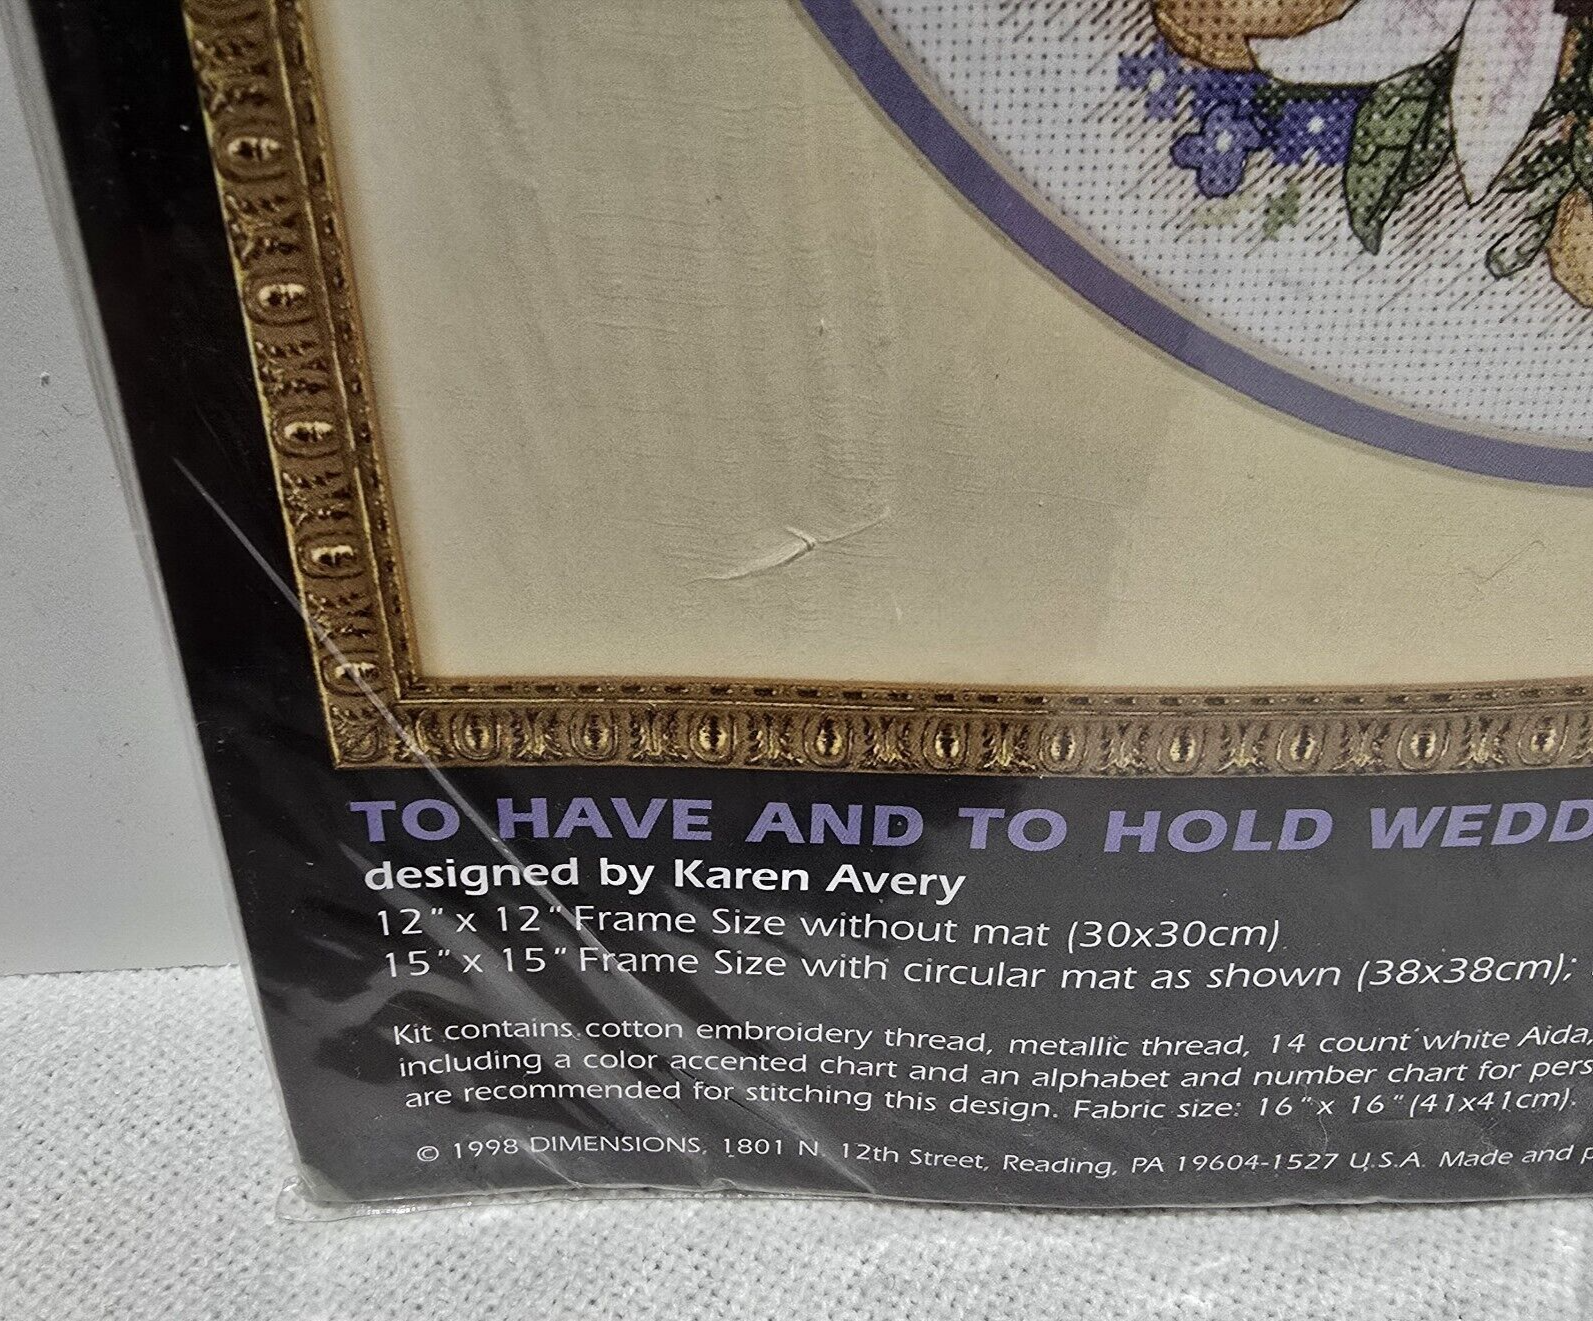 TO HAVE AND TO HOLD WEDD
designed by Karen Avery
12" x 12" Frame Size without mat (30x30cm)
15" x 15" Frame Size with circular mat as shown (38x38cm);
Kit contains cotton embroidery thread, metallic thread, 14 count white Aida,
including a color accented chart and an alphabet and number chart for pers
are recommended for stitching this design. Fabric size: 16" x 16" (41x41cm).
© 1998 DIMENSIONS, 1801 N. 12th Street, Reading, PA 19604-1527 U.S.A. Made and p